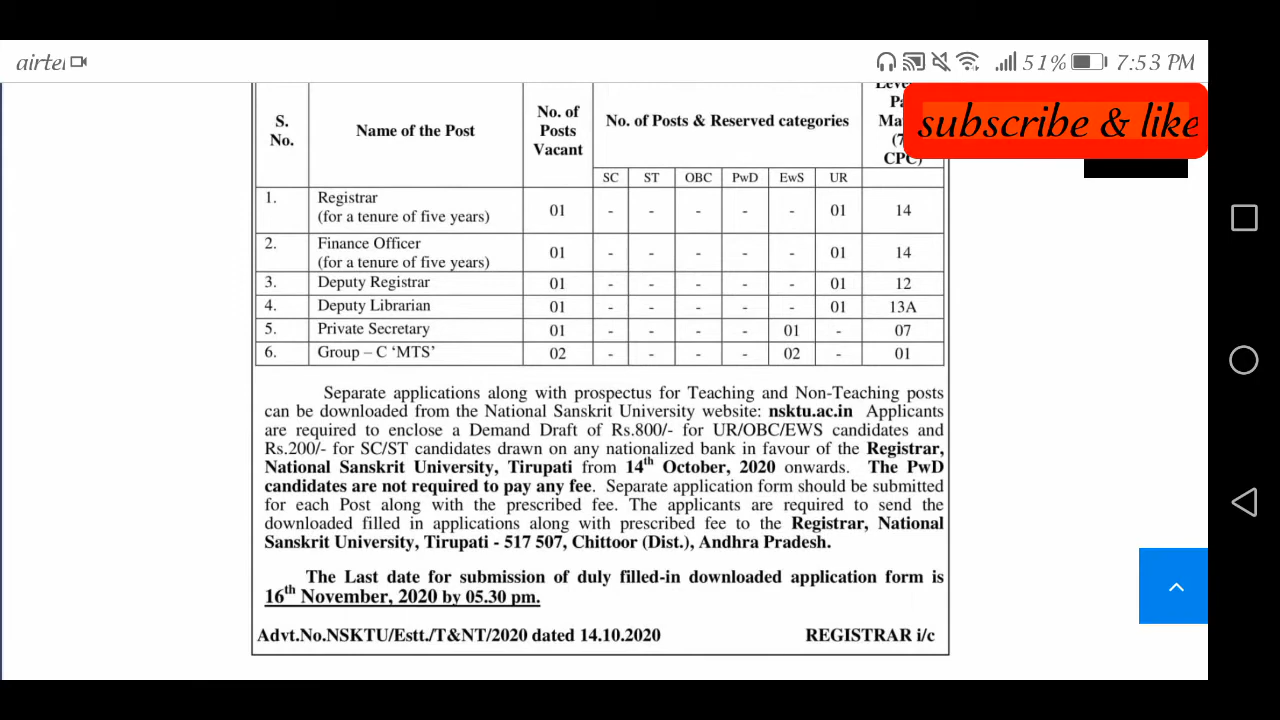 airtel
51% 7:53 PM
subscribe & like
S. No. Name of the Post No. of Posts Vacant No. of Posts & Reserved categories CPC)
SC ST OBC PwD EwS UR
1. Registrar (for a tenure of five years) 01 - - - - - 01 14
2. Finance Officer (for a tenure of five years) 01 - - - - - 01 14
3. Deputy Registrar 01 - - - - - 01 12
4. Deputy Librarian 01 - - - - - 01 13A
5. Private Secretary 01 - - - - 01 - 07
6. Group – C ‘MTS’ 02 - - - - 02 - 01
Separate applications along with prospectus for Teaching and Non-Teaching posts
can be downloaded from the National Sanskrit University website: nsktu.ac.in Applicants
are required to enclose a Demand Draft of Rs.800/- for UR/OBC/EWS candidates and
Rs.200/- for SC/ST candidates drawn on any nationalized bank in favour of the Registrar,
National Sanskrit University, Tirupati from 14th October, 2020 onwards. The PwD
candidates are not required to pay any fee. Separate application form should be submitted
for each Post along with the prescribed fee. The applicants are required to send the
downloaded filled in applications along with prescribed fee to the Registrar, National
Sanskrit University, Tirupati - 517 507, Chittoor (Dist.), Andhra Pradesh.
The Last date for submission of duly filled-in downloaded application form is
16th November, 2020 by 05.30 pm.
Advt.No.NSKTU/Estt./T&NT/2020 dated 14.10.2020 REGISTRAR i/c